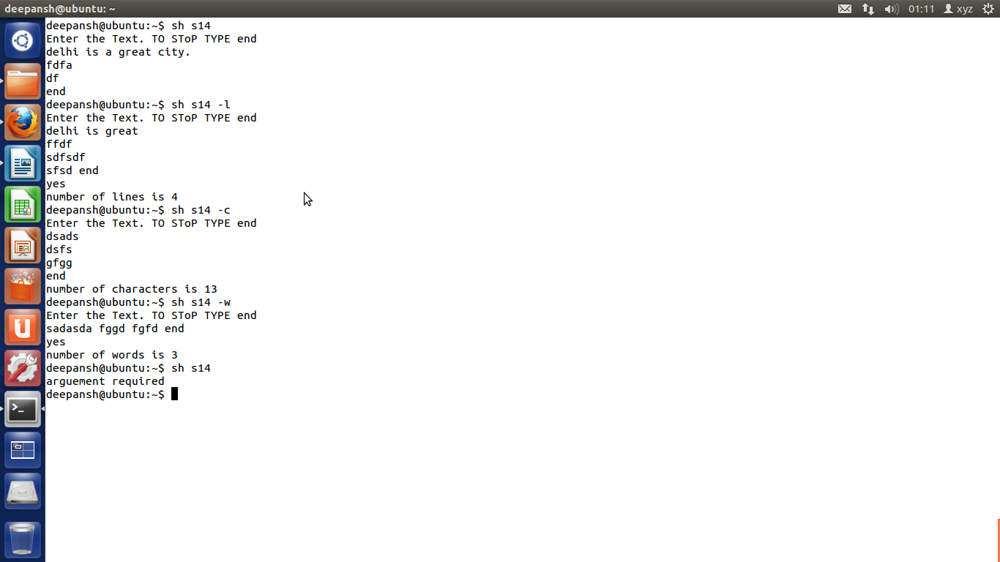 deepansh@ubuntu: ~
01:11 xyz
deepansh@ubuntu:~$ sh s14
Enter the Text. TO SToP TYPE end
delhi is a great city.
fdfa
df
end
deepansh@ubuntu:~$ sh s14 -l
Enter the Text. TO SToP TYPE end
delhi is great
ffdf
sdfsdf
sfsd end
yes
number of lines is 4
deepansh@ubuntu:~$ sh s14 -c
Enter the Text. TO SToP TYPE end
dsads
dsfs
gfgg
end
number of characters is 13
deepansh@ubuntu:~$ sh s14 -w
Enter the Text. TO SToP TYPE end
sadasda fggd fgfd end
yes
number of words is 3
deepansh@ubuntu:~$ sh s14
arguement required
deepansh@ubuntu:~$